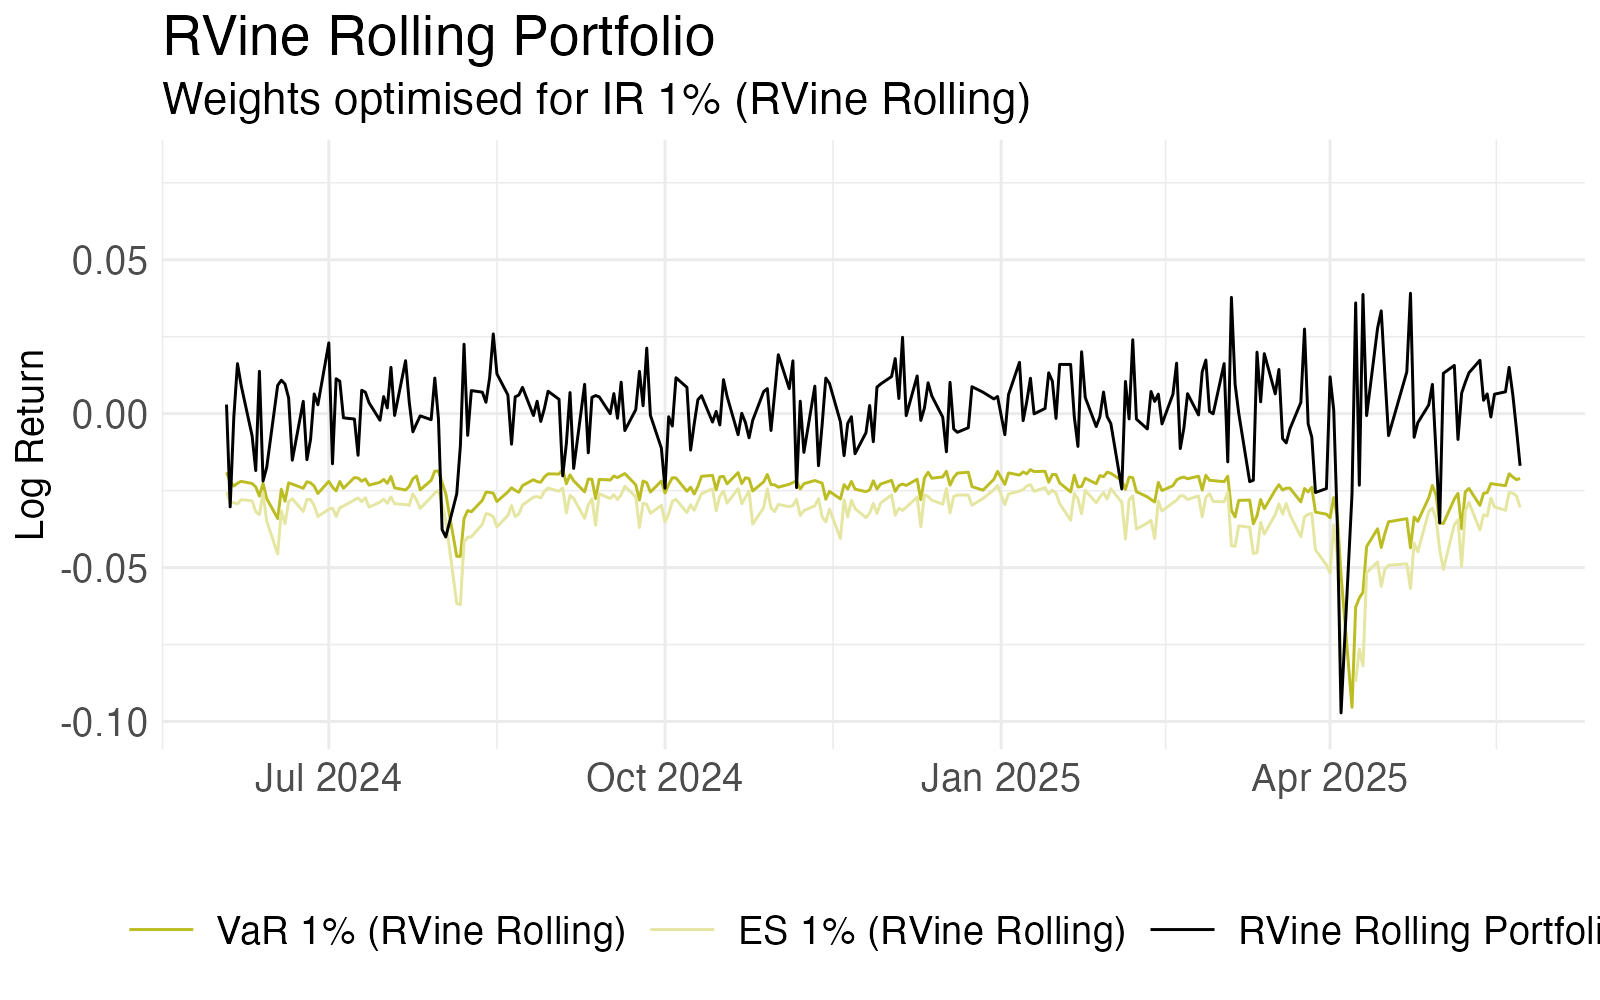 RVine Rolling Portfolio
Weights optimised for IR 1% (RVine Rolling)
Log Return
0.05
0.00
-0.05
-0.10
Jul 2024 Oct 2024 Jan 2025 Apr 2025
VaR 1% (RVine Rolling) ES 1% (RVine Rolling) RVine Rolling Portfoli